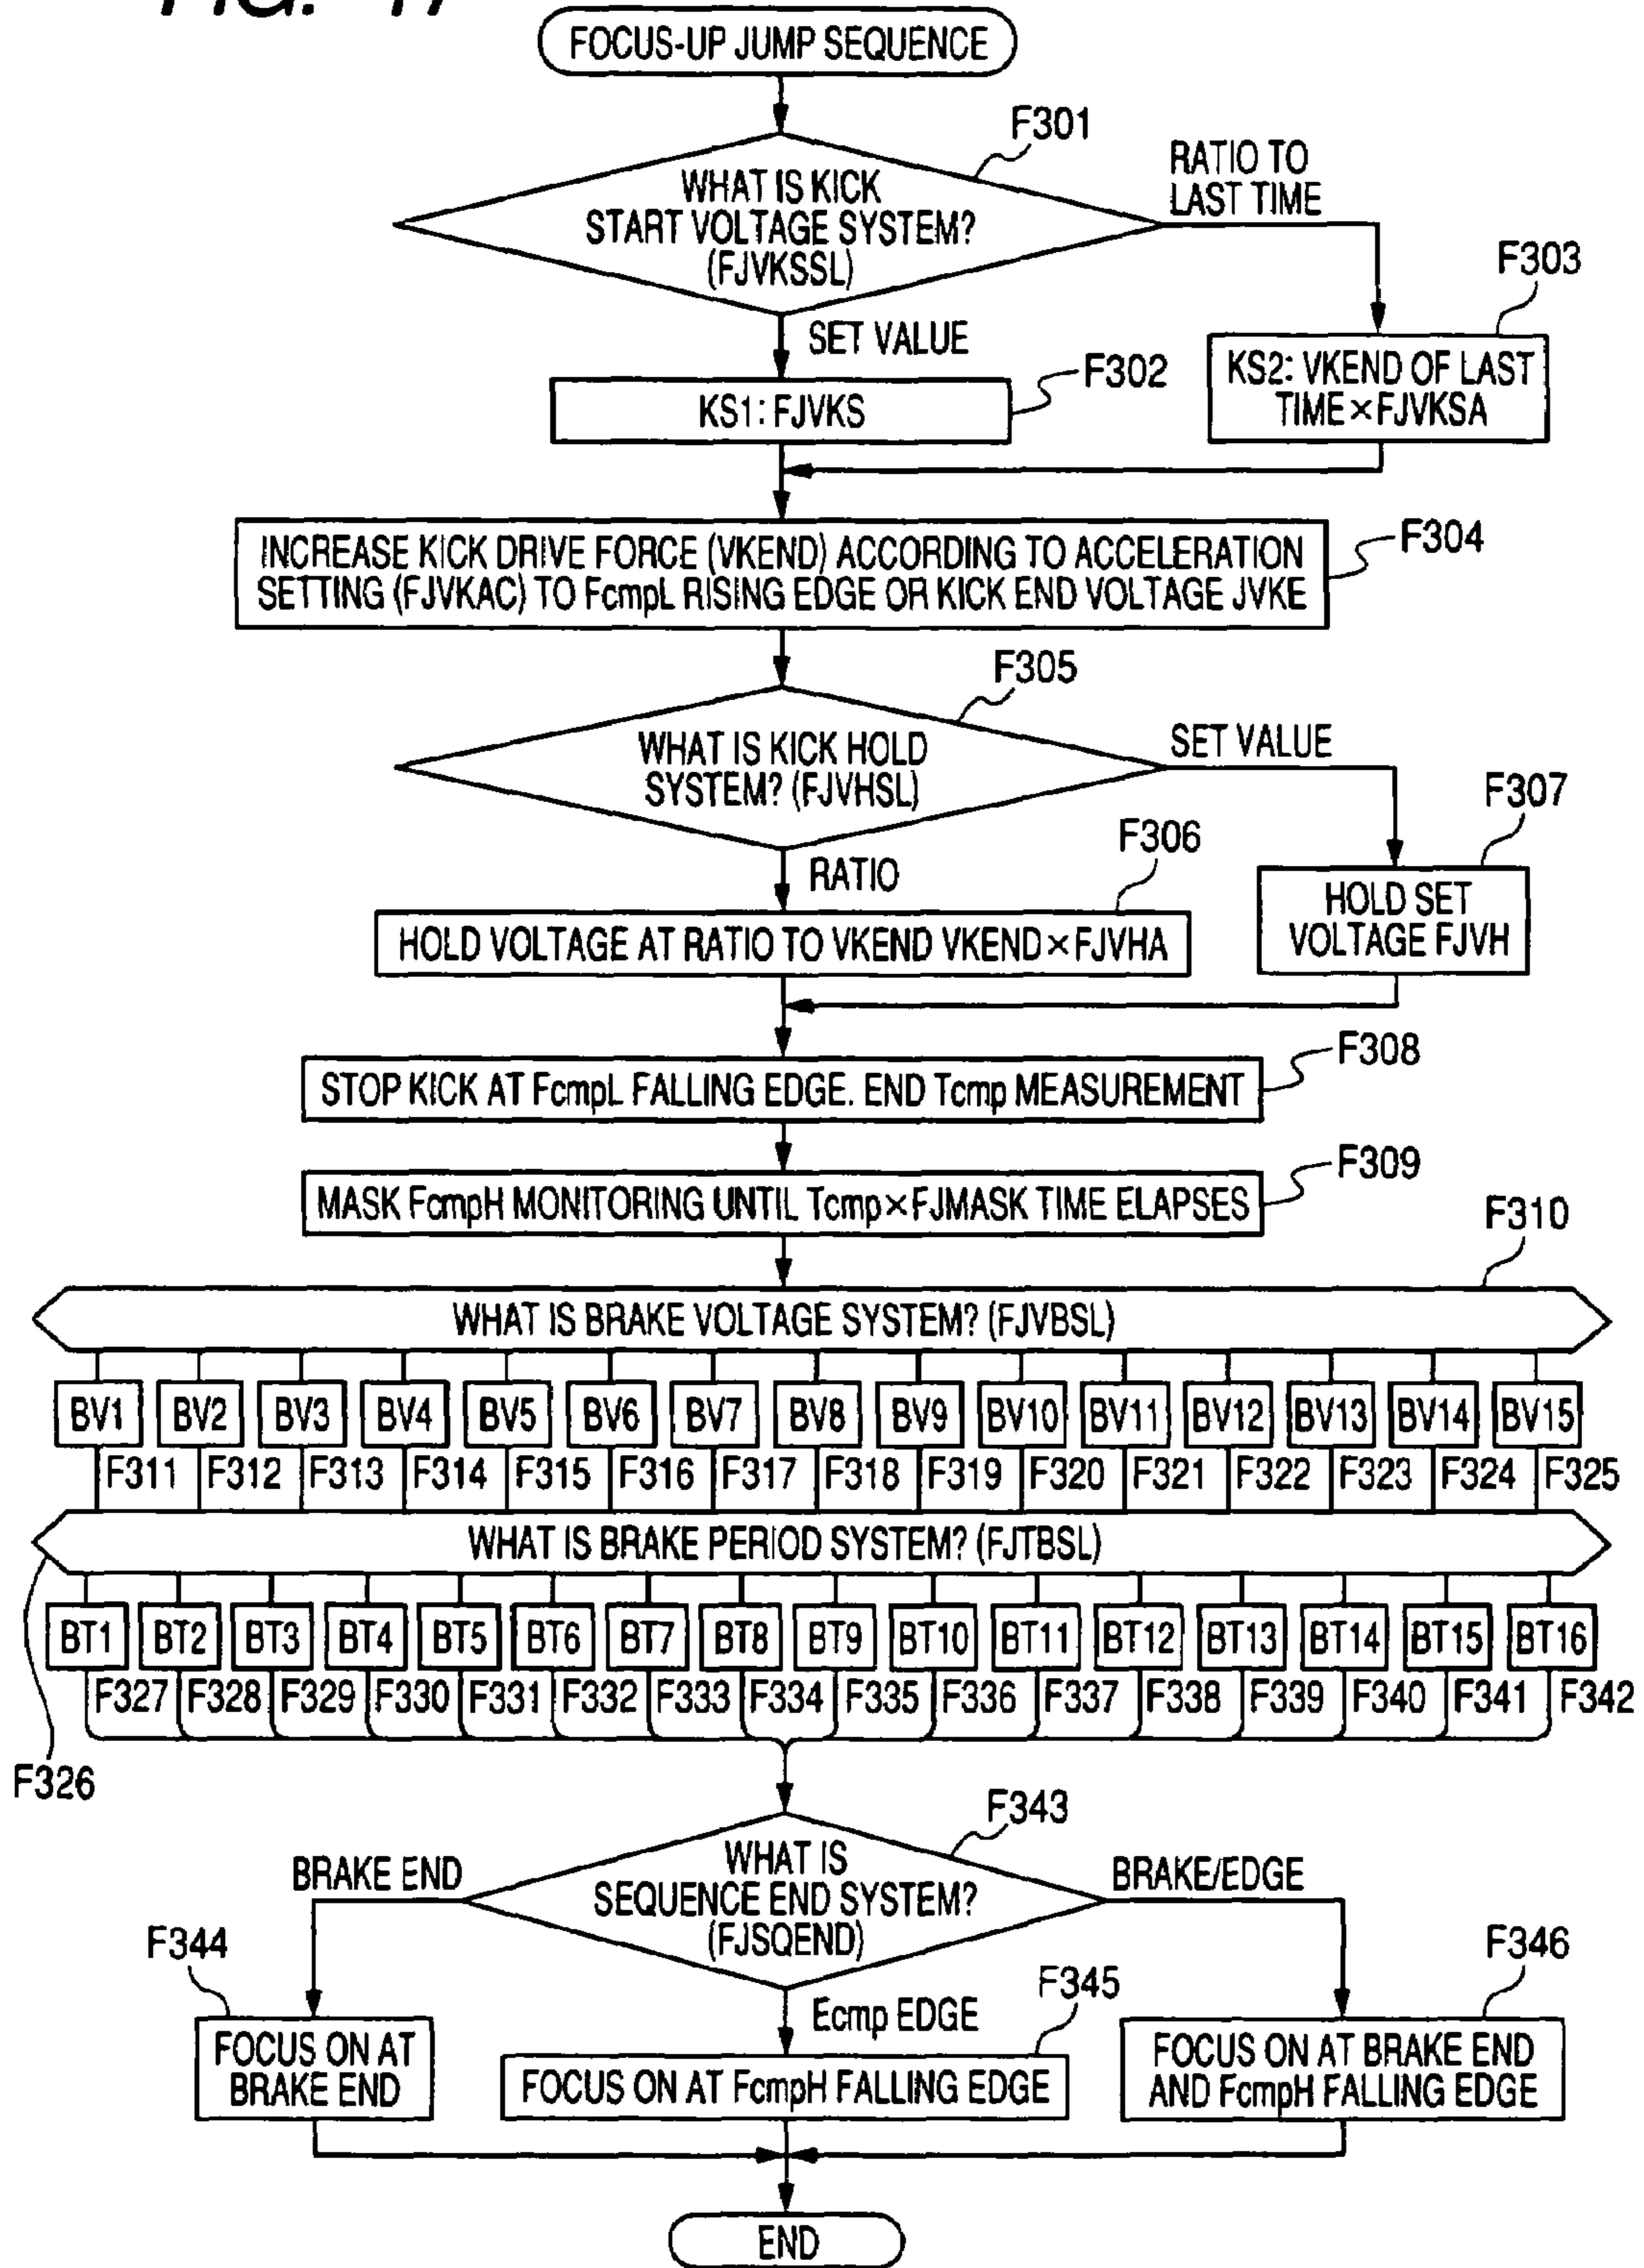 FIG. 17
FOCUS-UP JUMP SEQUENCE
F301
WHAT IS KICK
START VOLTAGE SYSTEM?
(FJVKSSL)
RATIO TO
LAST TIME
F303
SET VALUE
F302
KS1: FJVKS
KS2: VKEND OF LAST
TIME×FJVKSA
F304
INCREASE KICK DRIVE FORCE (VKEND) ACCORDING TO ACCELERATION
SETTING (FJVKAC) TO FcmpL RISING EDGE OR KICK END VOLTAGE JVKE
F305
WHAT IS KICK HOLD
SYSTEM? (FJVHSL)
SET VALUE
F307
RATIO
F306
HOLD VOLTAGE AT RATIO TO VKEND VKEND×FJVHA
HOLD SET
VOLTAGE FJVH
F308
STOP KICK AT FcmpL FALLING EDGE. END Tcmp MEASUREMENT
F309
MASK FcmpH MONITORING UNTIL Tcmp×FJMASK TIME ELAPSES
F310
WHAT IS BRAKE VOLTAGE SYSTEM? (FJVBSL)
BV1 BV2 BV3 BV4 BV5 BV6 BV7 BV8 BV9 BV10 BV11 BV12 BV13 BV14 BV15
F311 F312 F313 F314 F315 F316 F317 F318 F319 F320 F321 F322 F323 F324 F325
WHAT IS BRAKE PERIOD SYSTEM? (FJTBSL)
BT1 BT2 BT3 BT4 BT5 BT6 BT7 BT8 BT9 BT10 BT11 BT12 BT13 BT14 BT15 BT16
F327 F328 F329 F330 F331 F332 F333 F334 F335 F336 F337 F338 F339 F340 F341 F342
F326
F343
WHAT IS
SEQUENCE END SYSTEM?
(FJSQEND)
BRAKE END
BRAKE/EDGE
F344
Ecmp EDGE
F345
F346
FOCUS ON AT
BRAKE END
FOCUS ON AT FcmpH FALLING EDGE
FOCUS ON AT BRAKE END
AND FcmpH FALLING EDGE
END